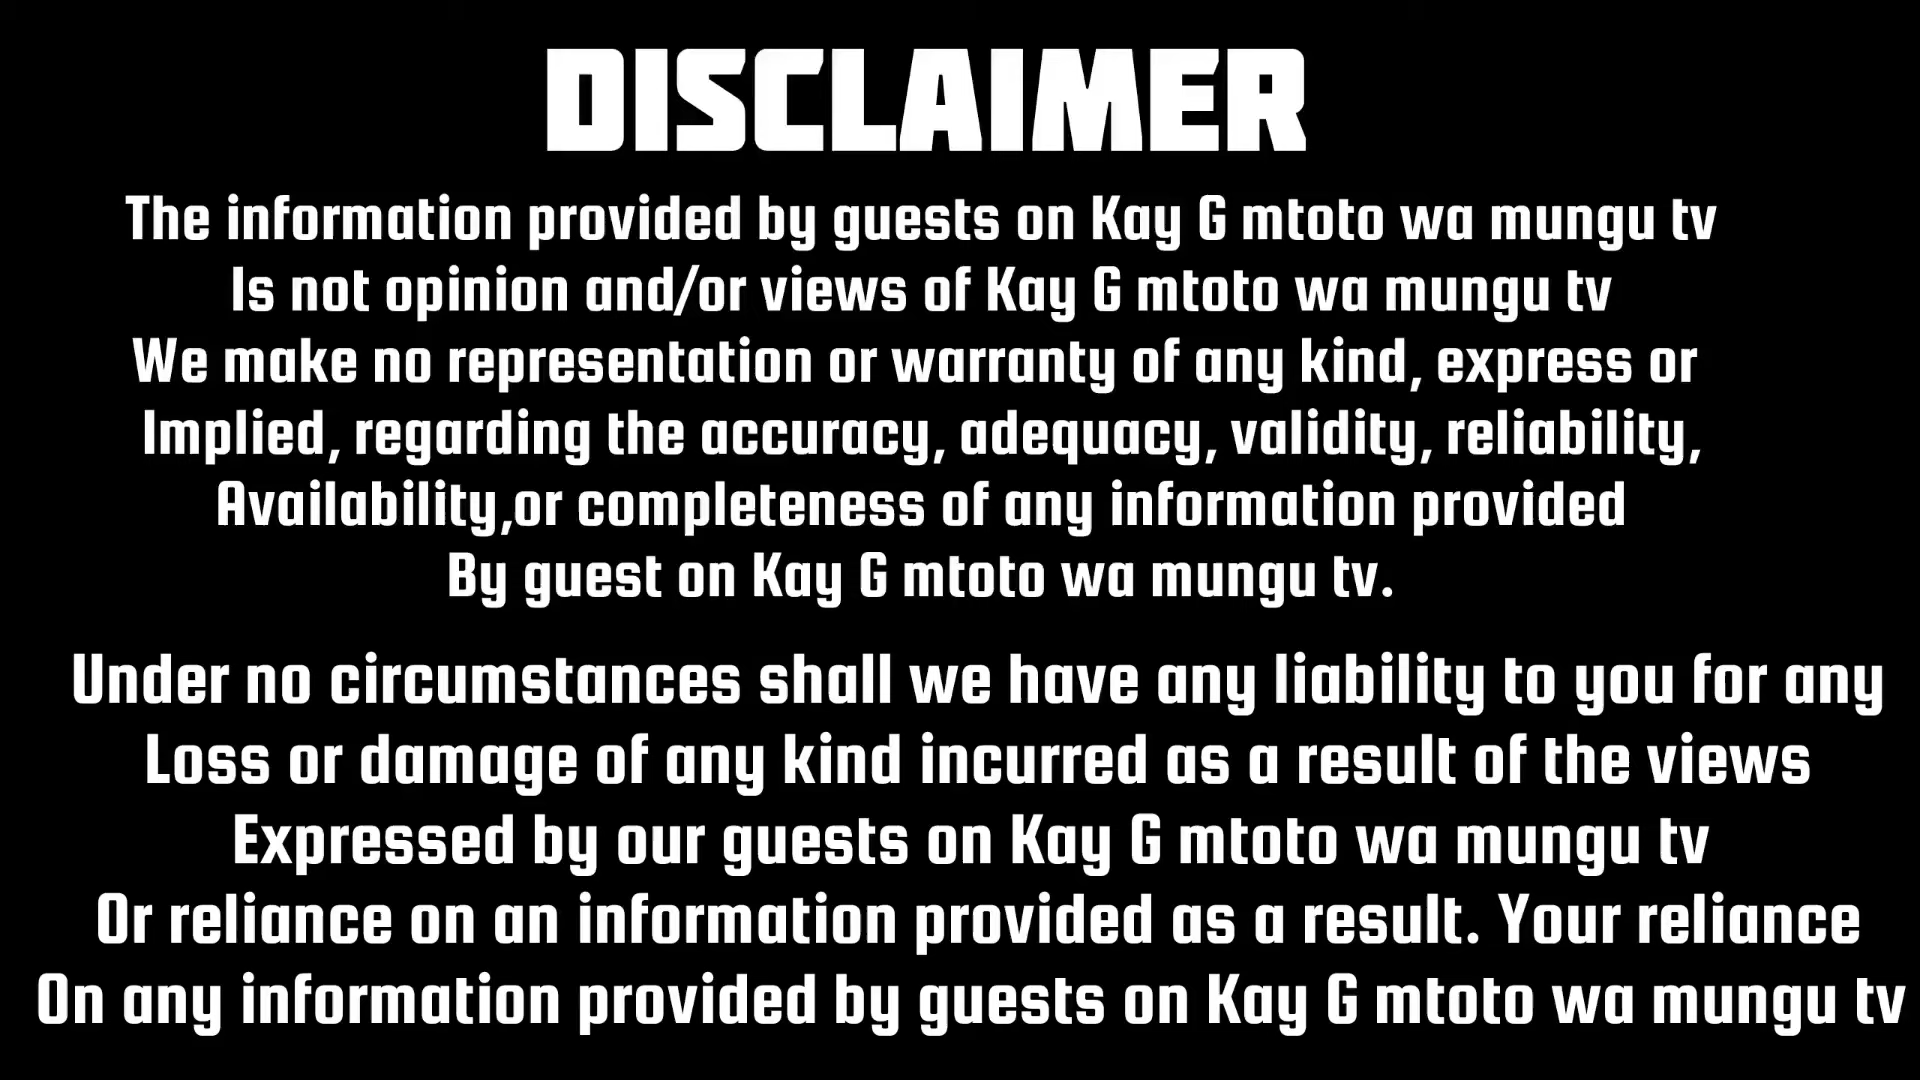 DISCLAIMER
The information provided by guests on Kay G mtoto wa mungu tv
Is not opinion and/or views of Kay G mtoto wa mungu tv
We make no representation or warranty of any kind, express or
Implied, regarding the accuracy, adequacy, validity, reliability,
Availability,or completeness of any information provided
By guest on Kay G mtoto wa mungu tv.
Under no circumstances shall we have any liability to you for any
Loss or damage of any kind incurred as a result of the views
Expressed by our guests on Kay G mtoto wa mungu tv
Or reliance on an information provided as a result. Your reliance
On any information provided by guests on Kay G mtoto wa mungu tv